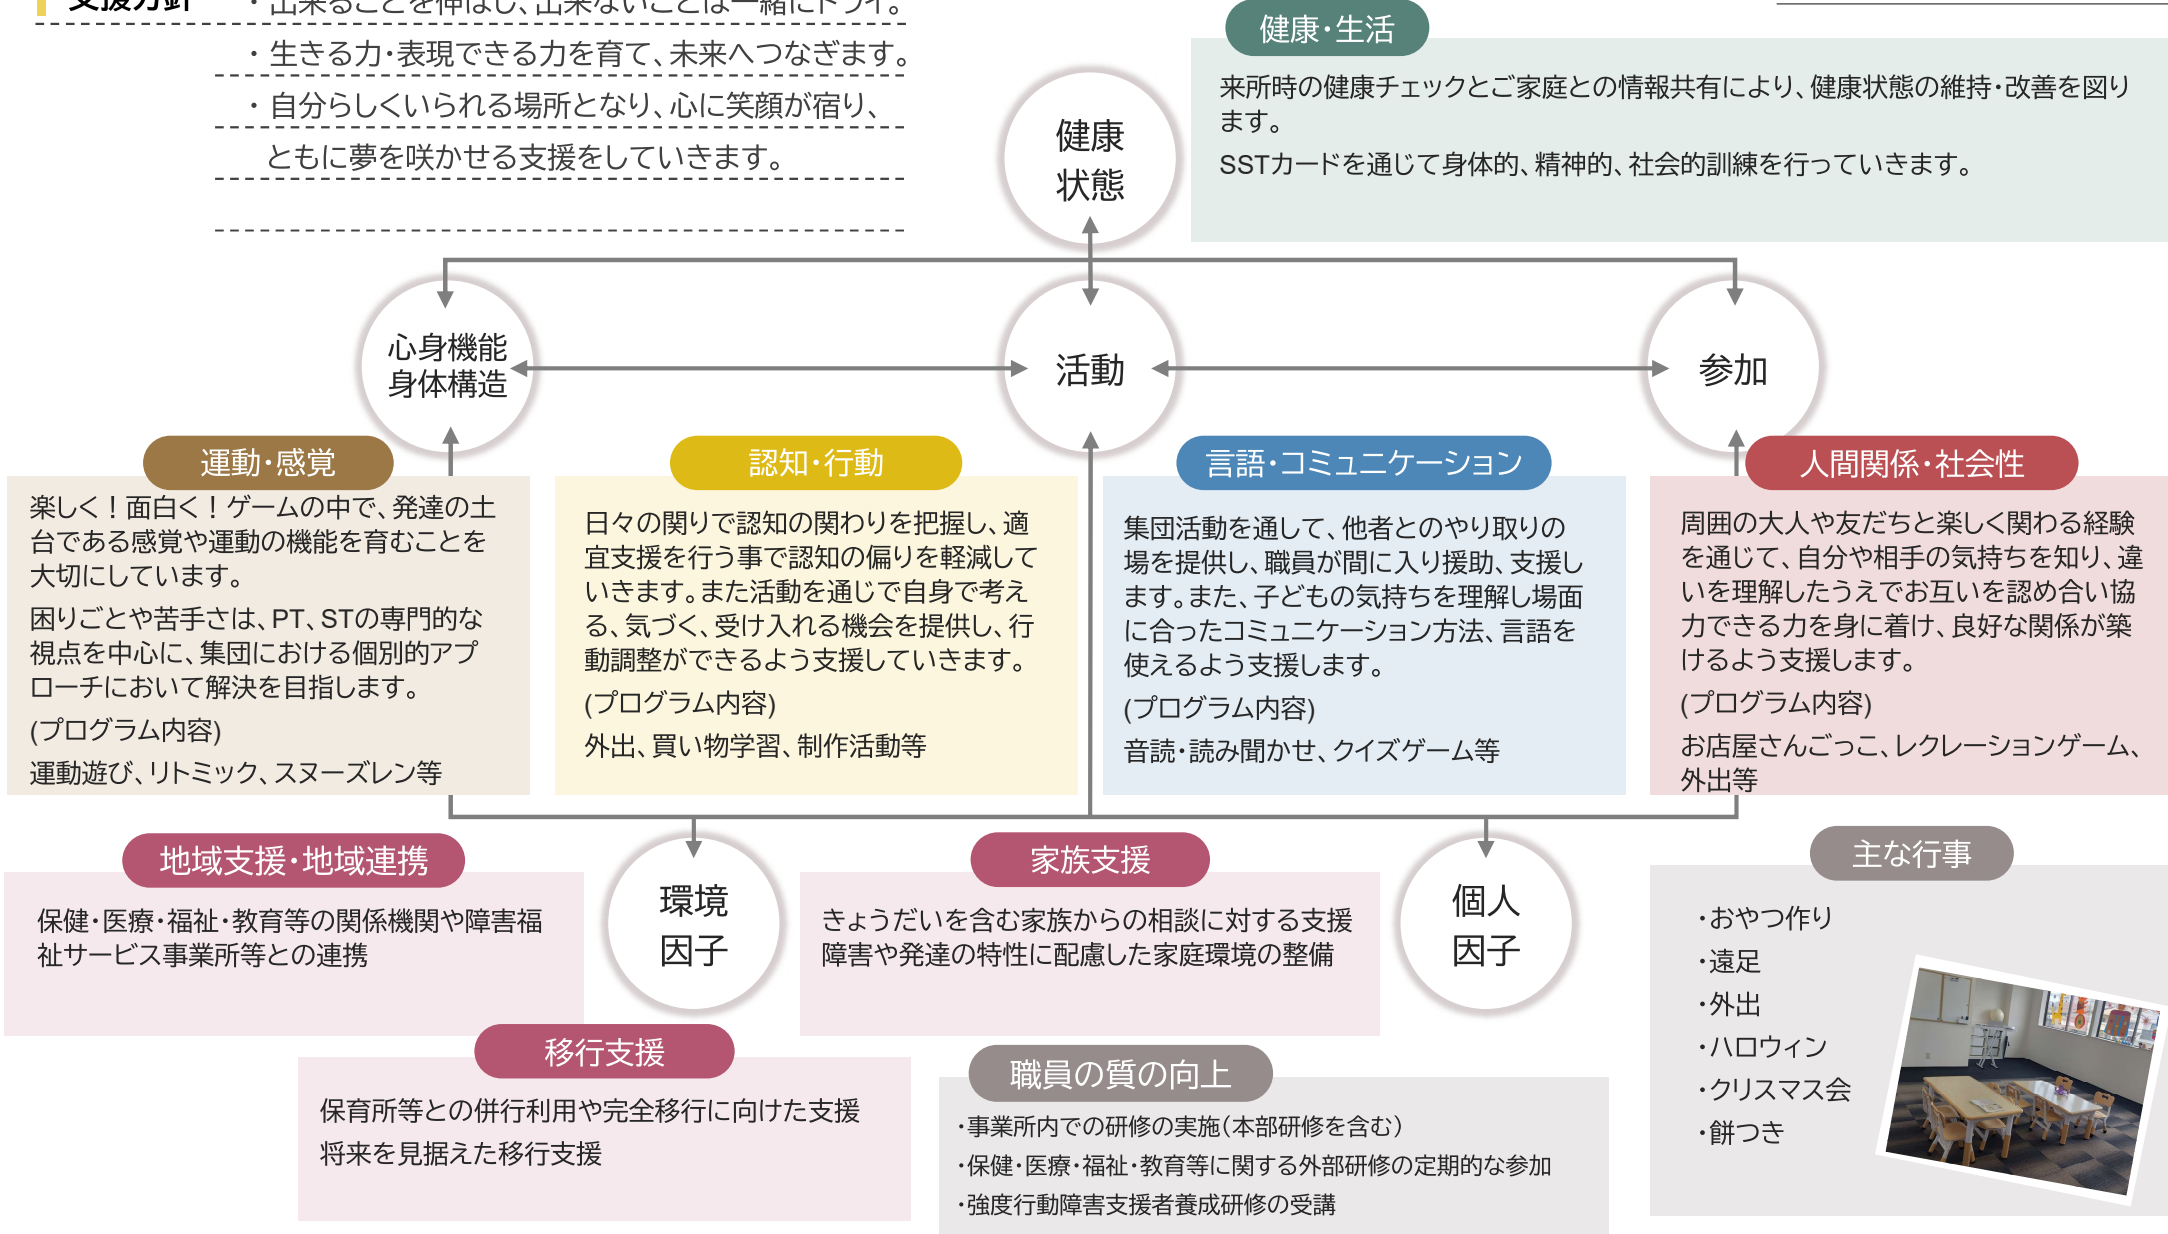 支援方針
・出来ることを伸ばし、出来ないことは一緒にトライ。
・生きる力・表現できる力を育て、未来へつなぎます。
・自分らしくいられる場所となり、心に笑顔が宿り、
ともに夢を咲かせる支援をしていきます。
健康・生活
来所時の健康チェックとご家庭との情報共有により、健康状態の維持・改善を図り
ます。
SSTカードを通じて身体的、精神的、社会的訓練を行っていきます。
健康
状態
心身機能
身体構造
活動
参加
運動・感覚
楽しく！面白く！ゲームの中で、発達の土
台である感覚や運動の機能を育むことを
大切にしています。
困りごとや苦手さは、PT、STの専門的な
視点を中心に、集団における個別的アプ
ローチにおいて解決を目指します。
(プログラム内容)
運動遊び、リトミック、スヌーズレン等
認知・行動
日々の関りで認知の関わりを把握し、適
宜支援を行う事で認知の偏りを軽減して
いきます。また活動を通じで自身で考え
る、気づく、受け入れる機会を提供し、行
動調整ができるよう支援していきます。
(プログラム内容)
外出、買い物学習、制作活動等
言語・コミュニケーション
集団活動を通して、他者とのやり取りの
場を提供し、職員が間に入り援助、支援し
ます。また、子どもの気持ちを理解し場面
に合ったコミュニケーション方法、言語を
使えるよう支援します。
(プログラム内容)
音読・読み聞かせ、クイズゲーム等
人間関係・社会性
周囲の大人や友だちと楽しく関わる経験
を通じて、自分や相手の気持ちを知り、違
いを理解したうえでお互いを認め合い協
力できる力を身に着け、良好な関係が築
けるよう支援します。
(プログラム内容)
お店屋さんごっこ、レクレーションゲーム、
外出等
地域支援・地域連携
保健・医療・福祉・教育等の関係機関や障害福
祉サービス事業所等との連携
環境
因子
家族支援
きょうだいを含む家族からの相談に対する支援
障害や発達の特性に配慮した家庭環境の整備
個人
因子
主な行事
・おやつ作り
・遠足
・外出
・ハロウィン
・クリスマス会
・餅つき
移行支援
保育所等との併行利用や完全移行に向けた支援
将来を見据えた移行支援
職員の質の向上
・事業所内での研修の実施（本部研修を含む）
・保健・医療・福祉・教育等に関する外部研修の定期的な参加
・強度行動障害支援者養成研修の受講